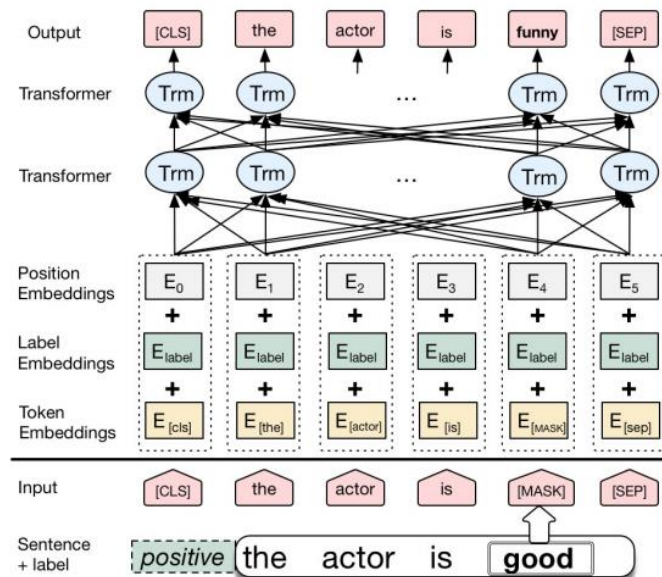 Output [CLS] the actor is funny [SEP]
Transformer Trm Trm ... Trm Trm
Transformer Trm Trm ... Trm Trm
Position Embeddings E0 E1 E2 E3 E4 E5
+ + + + + +
Label Embeddings Elabel Elabel Elabel Elabel Elabel Elabel
+ + + + + +
Token Embeddings E[cls] E[the] E[actor] E[is] E[MASK] E[sep]
Input [CLS] the actor is [MASK] [SEP]
Sentence + label positive the actor is good